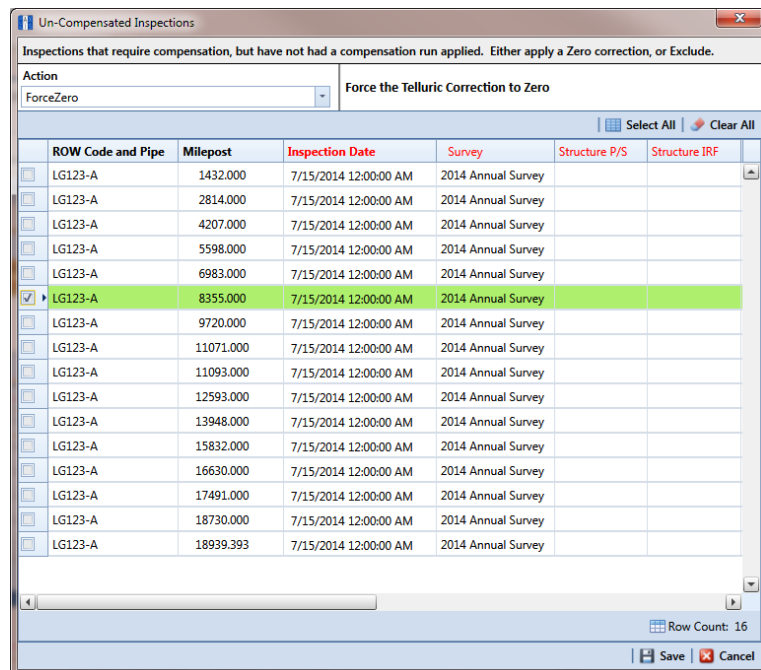 Un-Compensated Inspections
Inspections that require compensation, but have not had a compensation run applied. Either apply a Zero correction, or Exclude.
Action
ForceZero
Force the Telluric Correction to Zero
Select All | Clear All
ROW Code and Pipe Milepost Inspection Date Survey Structure P/S Structure IRF
LG123-A 1432.000 7/15/2014 12:00:00 AM 2014 Annual Survey
LG123-A 2814.000 7/15/2014 12:00:00 AM 2014 Annual Survey
LG123-A 4207.000 7/15/2014 12:00:00 AM 2014 Annual Survey
LG123-A 5598.000 7/15/2014 12:00:00 AM 2014 Annual Survey
LG123-A 6983.000 7/15/2014 12:00:00 AM 2014 Annual Survey
LG123-A 8355.000 7/15/2014 12:00:00 AM 2014 Annual Survey
LG123-A 9720.000 7/15/2014 12:00:00 AM 2014 Annual Survey
LG123-A 11071.000 7/15/2014 12:00:00 AM 2014 Annual Survey
LG123-A 11093.000 7/15/2014 12:00:00 AM 2014 Annual Survey
LG123-A 12593.000 7/15/2014 12:00:00 AM 2014 Annual Survey
LG123-A 13948.000 7/15/2014 12:00:00 AM 2014 Annual Survey
LG123-A 15832.000 7/15/2014 12:00:00 AM 2014 Annual Survey
LG123-A 16630.000 7/15/2014 12:00:00 AM 2014 Annual Survey
LG123-A 17491.000 7/15/2014 12:00:00 AM 2014 Annual Survey
LG123-A 18730.000 7/15/2014 12:00:00 AM 2014 Annual Survey
LG123-A 18939.393 7/15/2014 12:00:00 AM 2014 Annual Survey
Row Count: 16
Save | Cancel